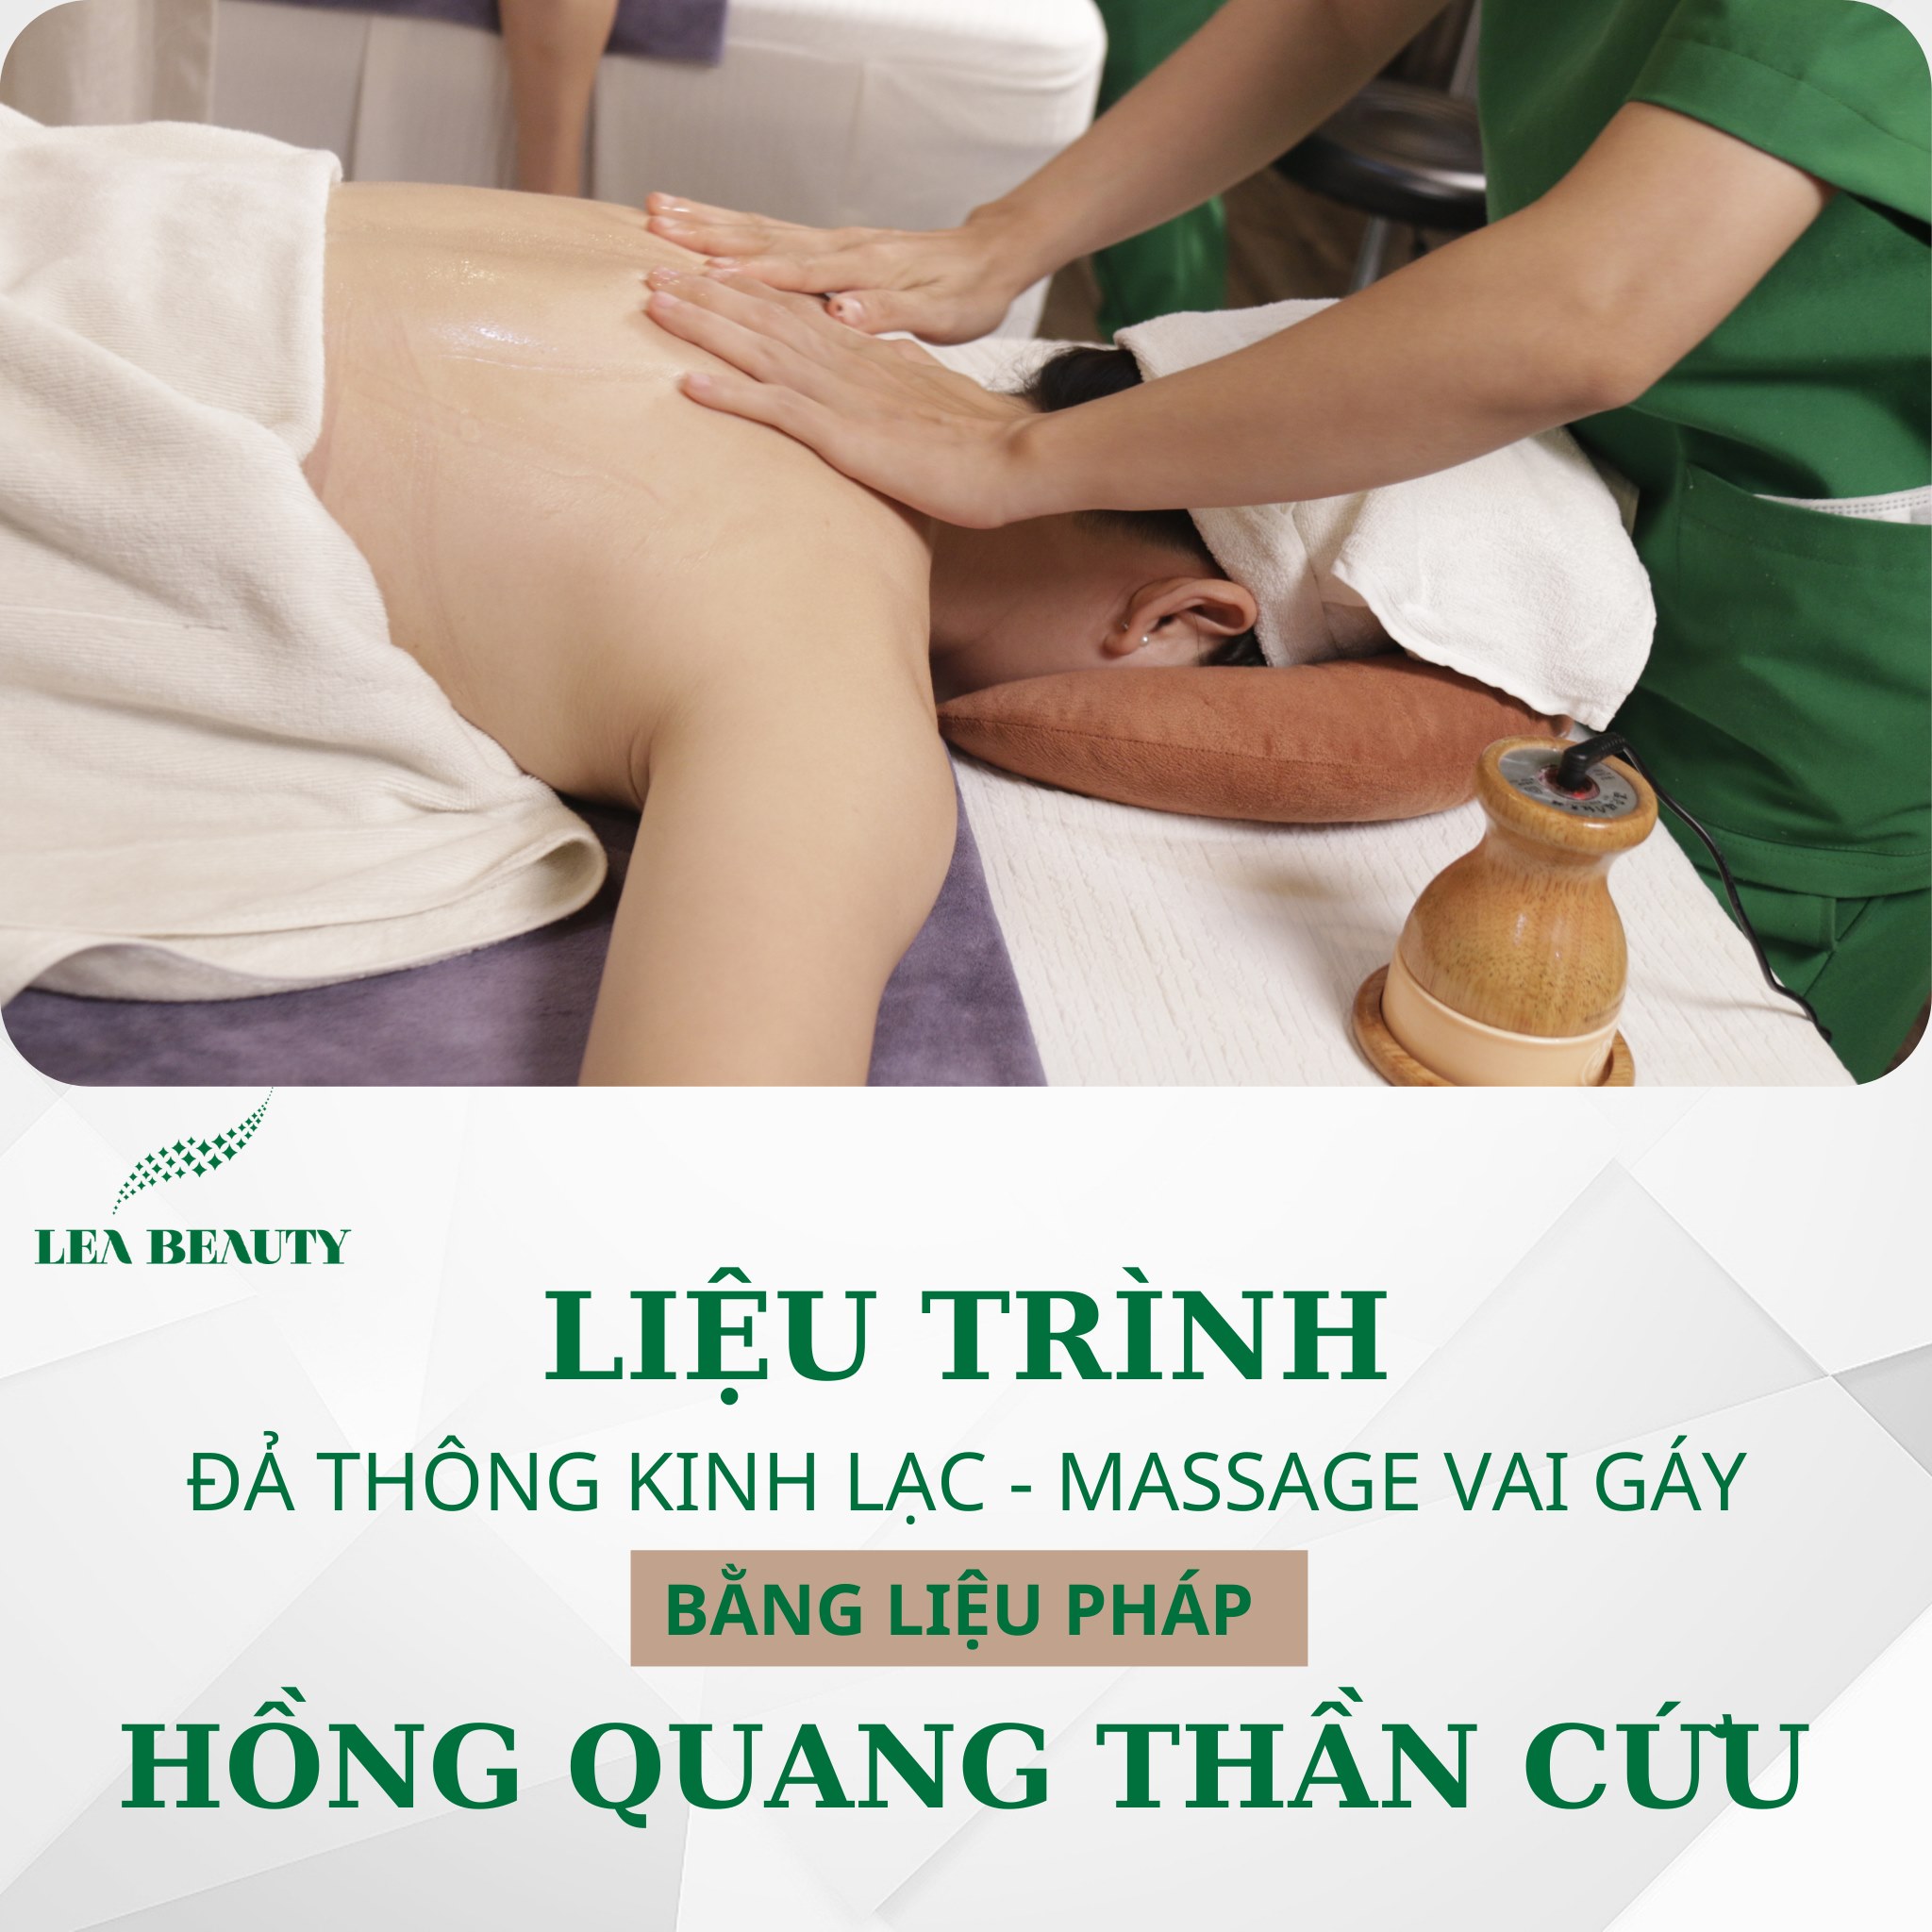 LEA BEAUTY
LIỆU TRÌNH
ĐẢ THÔNG KINH LẠC - MASSAGE VAI GÁY
BẰNG LIỆU PHÁP
HỒNG QUANG THẦN CỨU